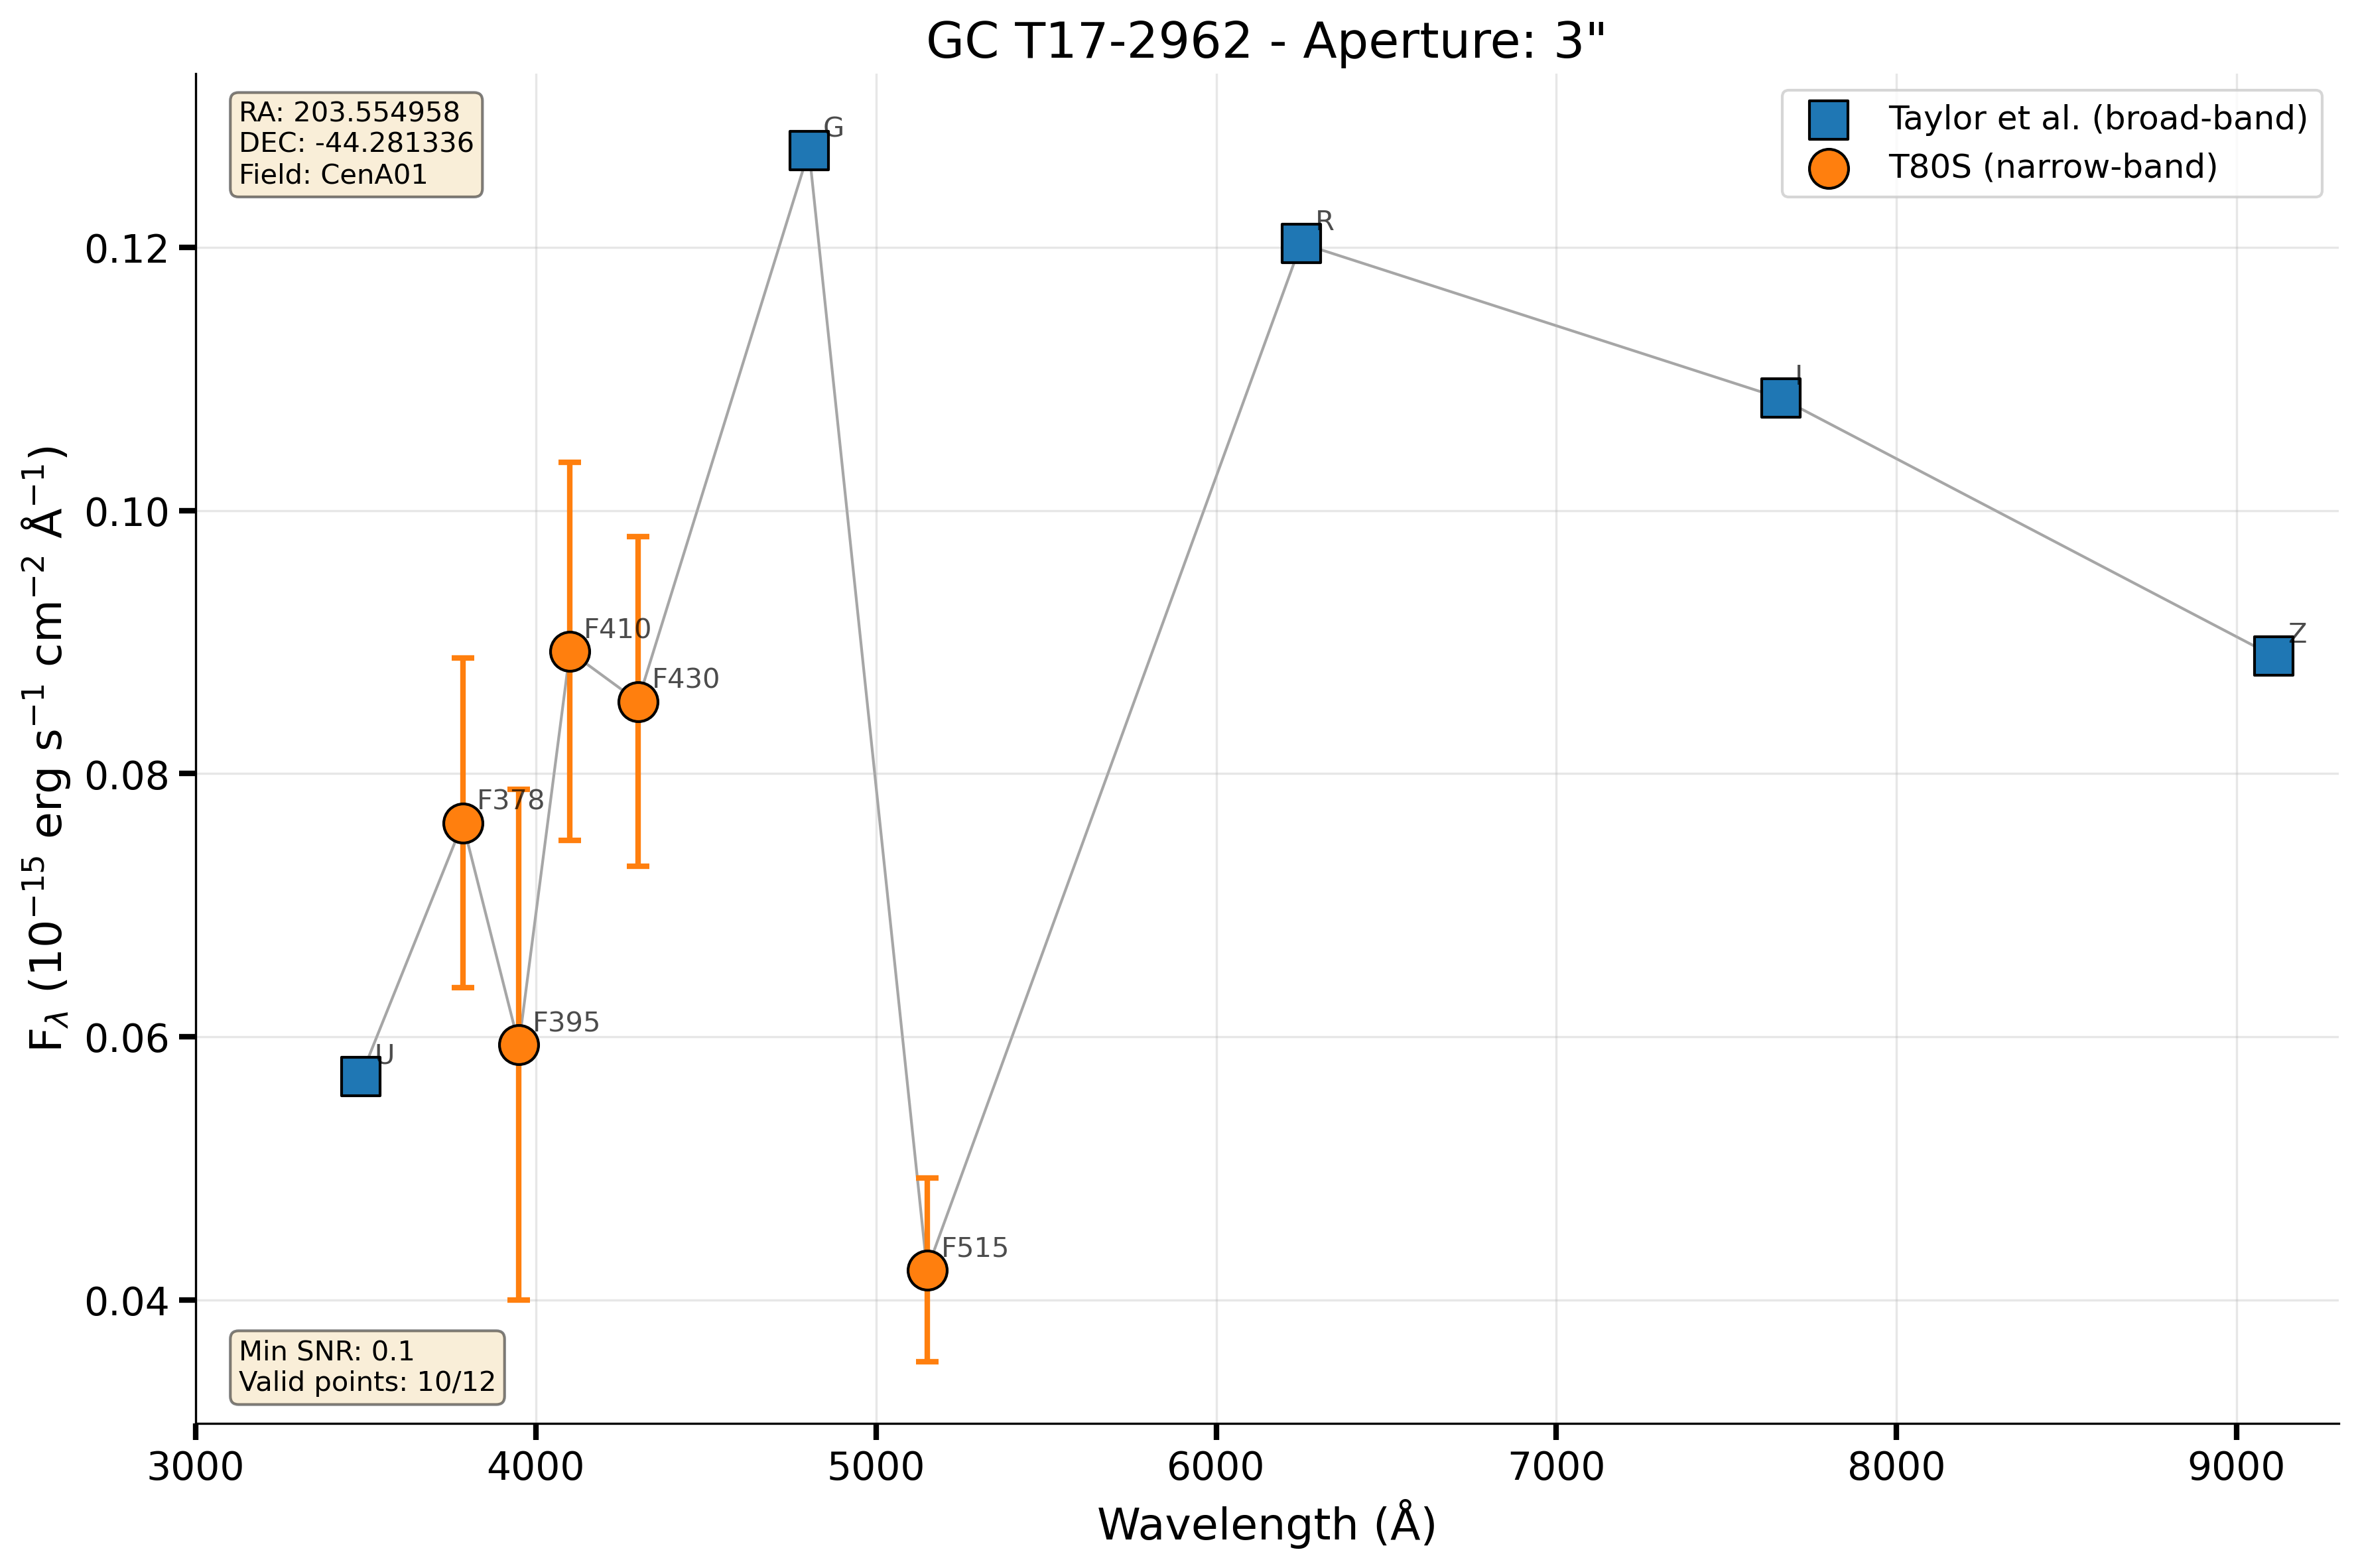 GC T17-2962 - Aperture: 3"
RA: 203.554958
DEC: -44.281336
Field: CenA01
Taylor et al. (broad-band)
T80S (narrow-band)
G
R
I
Z
F410
F430
F378
F395
U
F515
Min SNR: 0.1
Valid points: 10/12
0.12
0.10
0.08
0.06
0.04
F_λ (10⁻¹⁵ erg s⁻¹ cm⁻² Å⁻¹)
3000 4000 5000 6000 7000 8000 9000
Wavelength (Å)